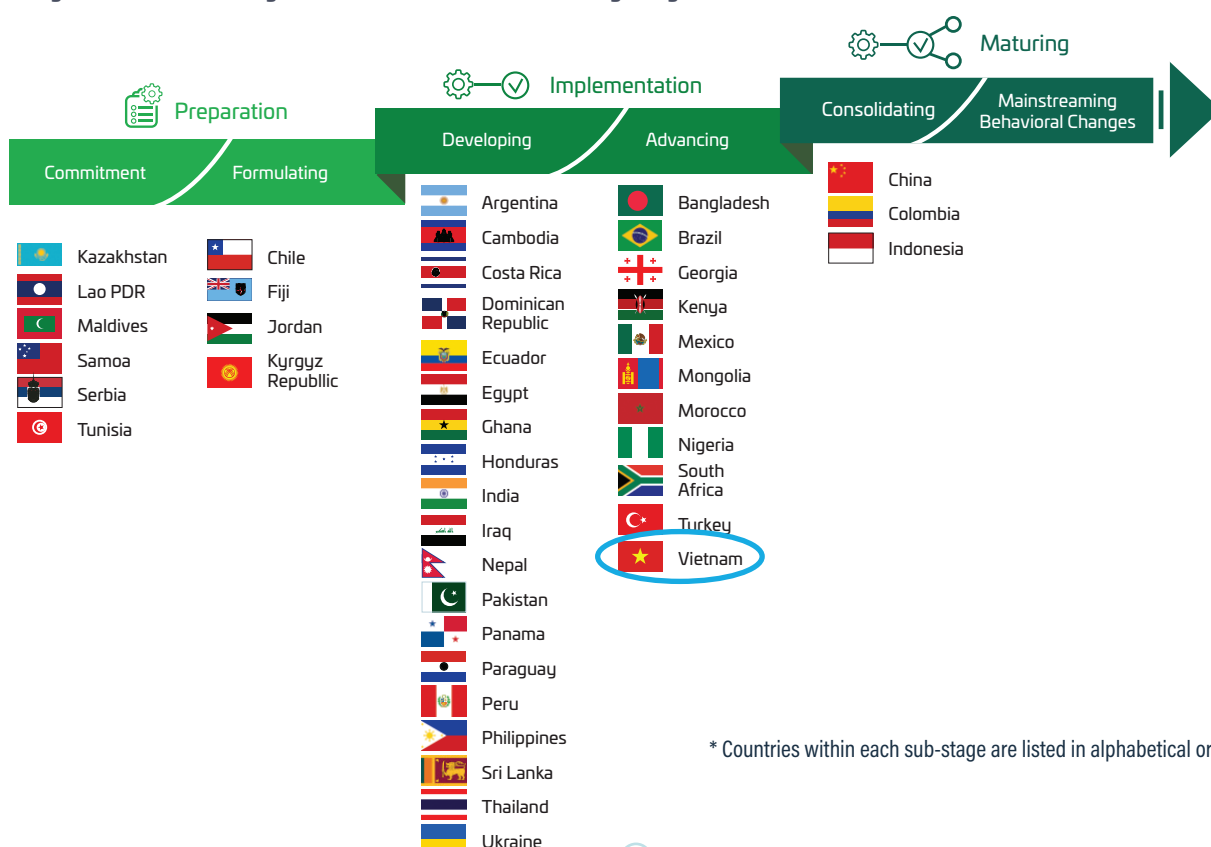 Maturing
Implementation
Preparation
Consolidating
Mainstreaming
Behavioral Changes
Developing
Advancing
Commitment
Formulating
Kazakhstan
Lao PDR
Maldives
Samoa
Serbia
Tunisia
Chile
Fiji
Jordan
Kyrgyz
Republlic
Argentina
Cambodia
Costa Rica
Dominican
Republic
Ecuador
Egypt
Ghana
Honduras
India
Iraq
Nepal
Pakistan
Panama
Paraguay
Peru
Philippines
Sri Lanka
Thailand
Ukraine
Bangladesh
Brazil
Georgia
Kenya
Mexico
Mongolia
Morocco
Nigeria
South
Africa
Turkey
Vietnam
China
Colombia
Indonesia
* Countries within each sub-stage are listed in alphabetical or